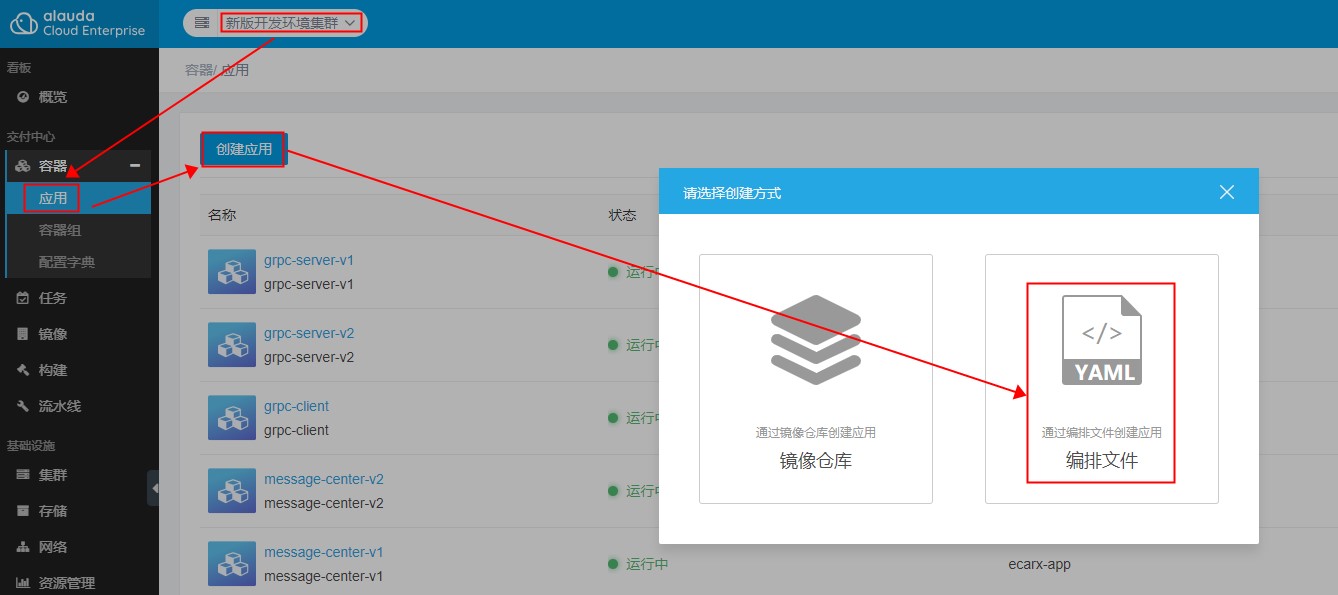 alauda
Cloud Enterprise
新版开发环境集群
看板
概览
交付中心
容器
应用
容器组
配置字典
任务
镜像
构建
流水线
基础设施
集群
存储
网络
资源管理
容器/ 应用
创建应用
名称
状态
grpc-server-v1
grpc-server-v1
运行中
grpc-server-v2
grpc-server-v2
运行中
grpc-client
grpc-client
运行中
message-center-v2
message-center-v2
运行中
message-center-v1
message-center-v1
运行中
ecarx-app
请选择创建方式
通过镜像仓库创建应用
镜像仓库
</>
YAML
通过编排文件创建应用
编排文件